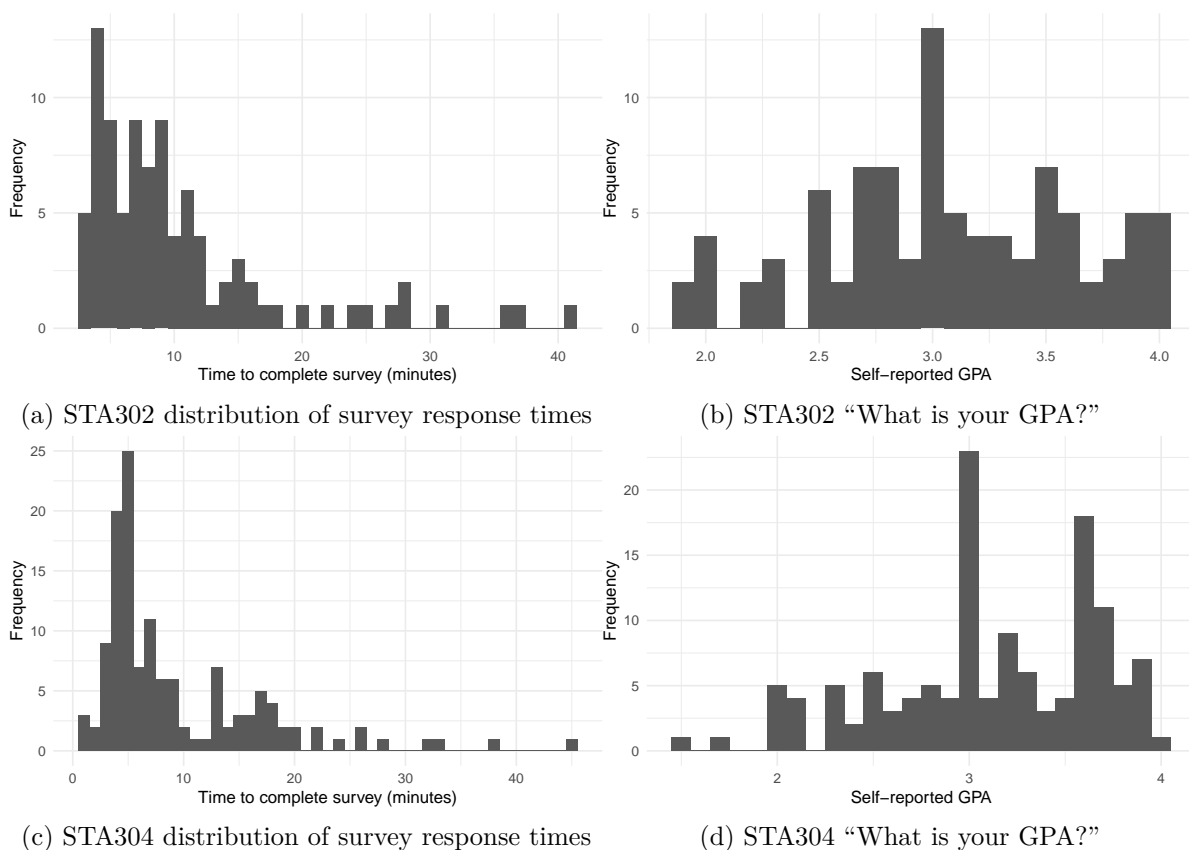 10
5
0
Frequency
10 20 30 40
Time to complete survey (minutes)
(a) STA302 distribution of survey response times
10
5
0
Frequency
2.0 2.5 3.0 3.5 4.0
Self−reported GPA
(b) STA302 “What is your GPA?”
25
20
15
10
5
0
Frequency
0 10 20 30 40
Time to complete survey (minutes)
(c) STA304 distribution of survey response times
20
15
10
5
0
Frequency
2 3 4
Self−reported GPA
(d) STA304 “What is your GPA?”